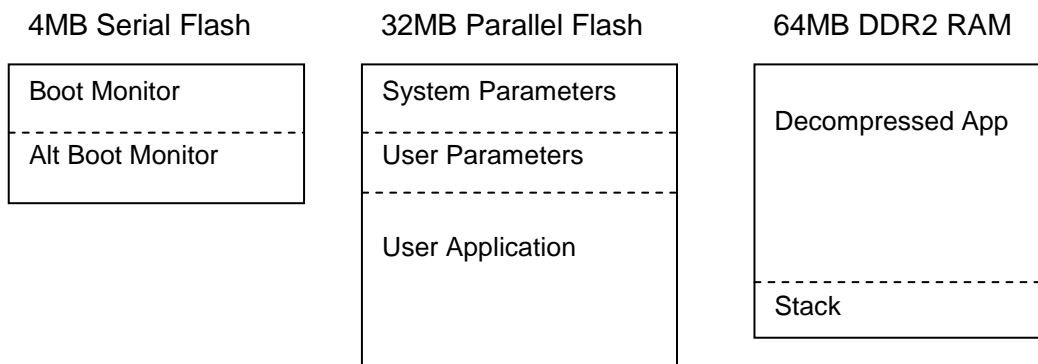 4MB Serial Flash
Boot Monitor
Alt Boot Monitor
32MB Parallel Flash
System Parameters
User Parameters
User Application
64MB DDR2 RAM
Decompressed App
Stack